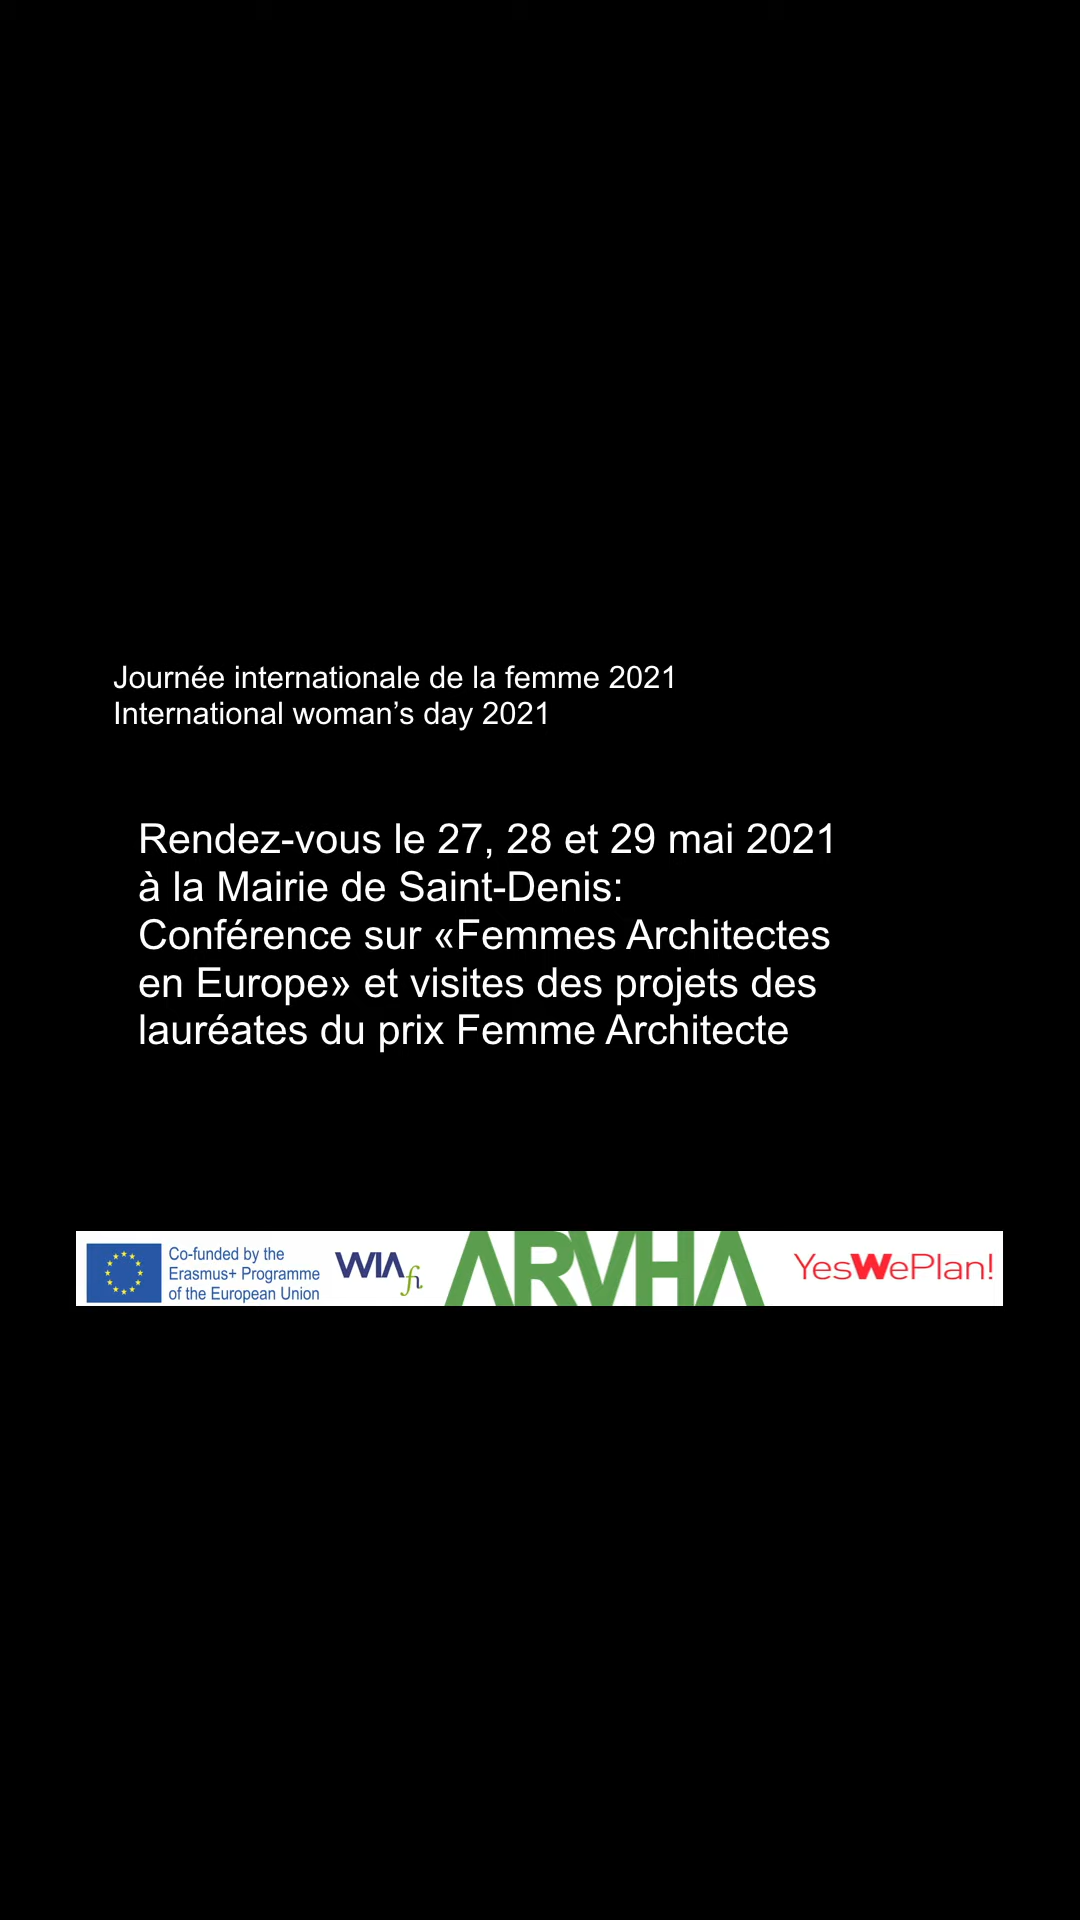 Journée internationale de la femme 2021
International woman’s day 2021
Rendez-vous le 27, 28 et 29 mai 2021
à la Mairie de Saint-Denis:
Conférence sur «Femmes Architectes
en Europe» et visites des projets des
lauréates du prix Femme Architecte
Co-funded by the
Erasmus+ Programme
of the European Union
WIA
ARVHA
YesWePlan!